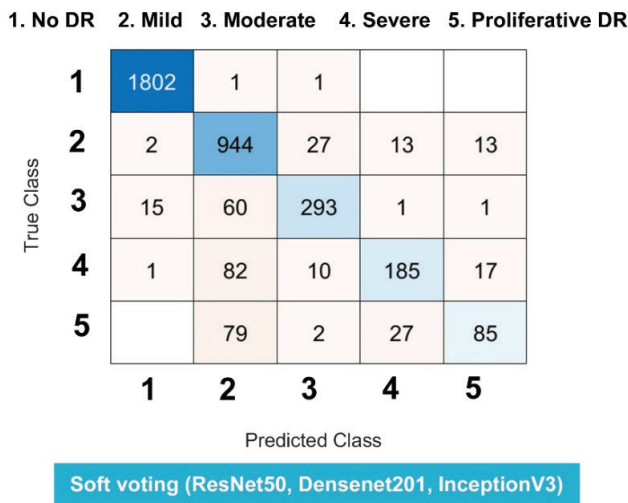 1. No DR 2. Mild 3. Moderate 4. Severe 5. Proliferative DR
1 1802 1 1
2 2 944 27 13 13
3 15 60 293 1 1
4 1 82 10 185 17
5 79 2 27 85
True Class
1 2 3 4 5
Predicted Class
Soft voting (ResNet50, Densenet201, InceptionV3)